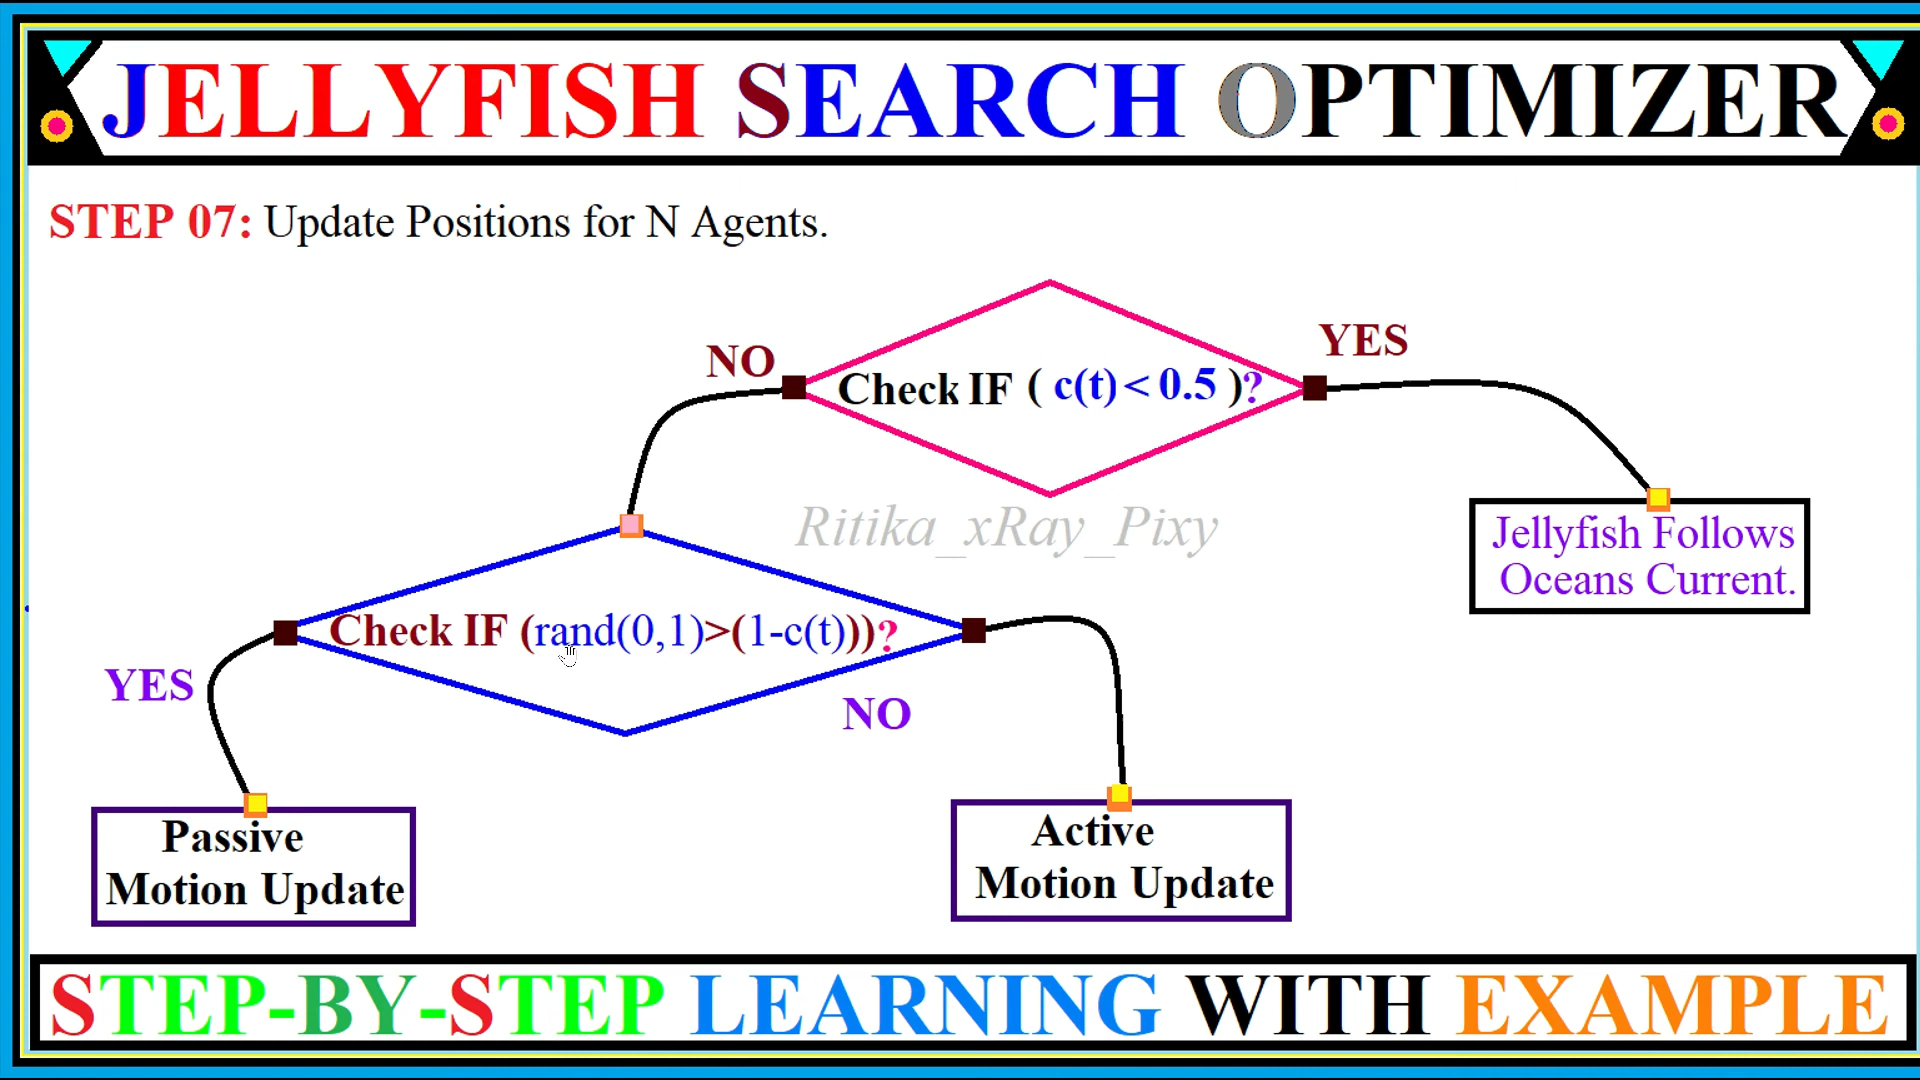 JELLYFISH SEARCH OPTIMIZER
STEP 07: Update Positions for N Agents.
NO
YES
Check IF ( c(t) < 0.5 )?
Ritika_xRay_Pixy
Jellyfish Follows
Oceans Current.
Check IF (rand(0,1)>(1-c(t)))?
YES
NO
Passive
Motion Update
Active
Motion Update
STEP-BY-STEP LEARNING WITH EXAMPLE